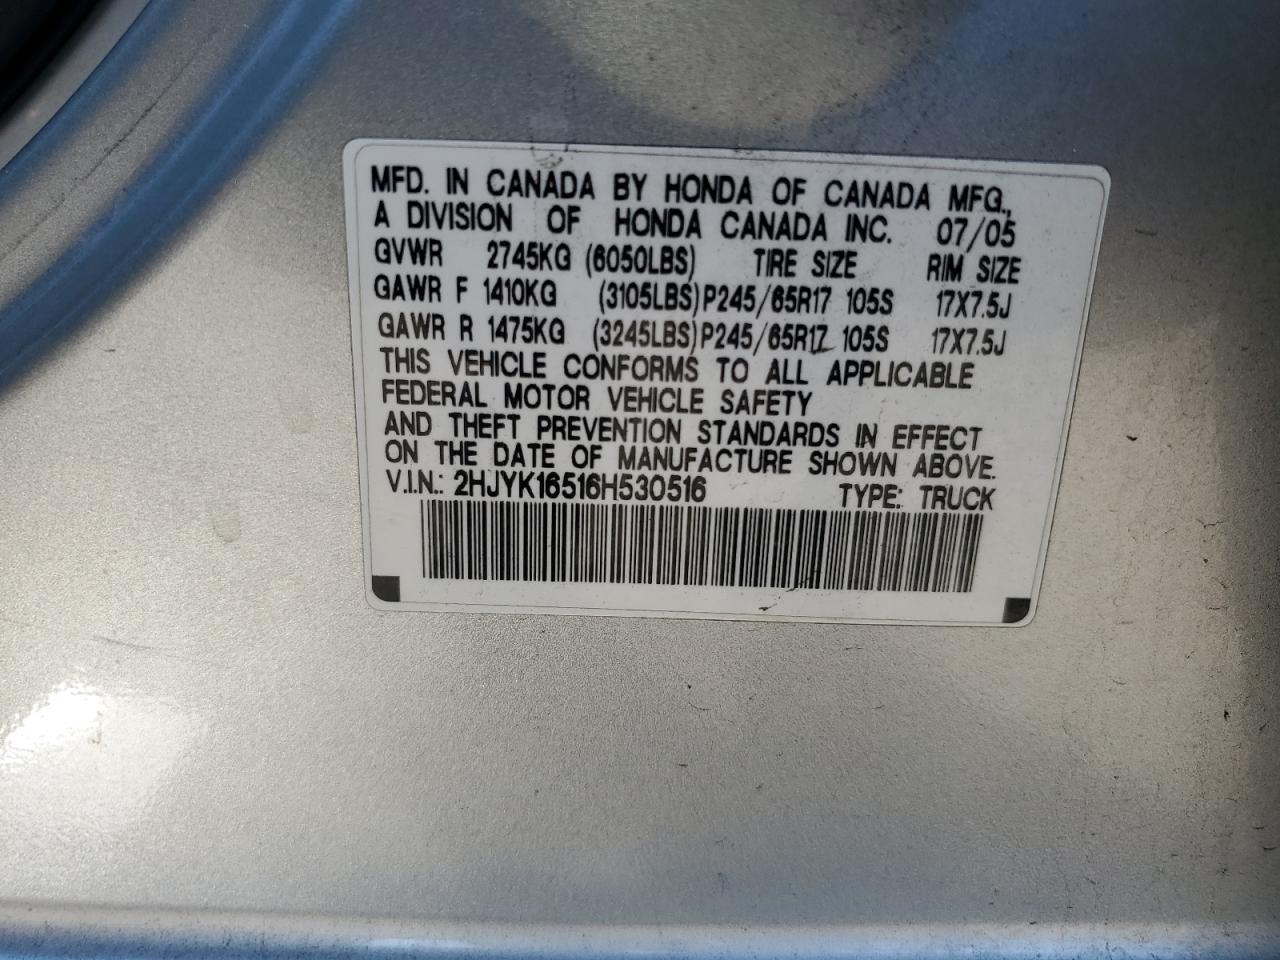 MFD. IN CANADA BY HONDA OF CANADA MFG.,
A DIVISION OF HONDA CANADA INC. 07/05
GVWR 2745KG (6050LBS) TIRE SIZE RIM SIZE
GAWR F 1410KG (3105LBS) P245/65R17 105S 17X7.5J
GAWR R 1475KG (3245LBS) P245/65R17 105S 17X7.5J
THIS VEHICLE CONFORMS TO ALL APPLICABLE
FEDERAL MOTOR VEHICLE SAFETY
AND THEFT PREVENTION STANDARDS IN EFFECT
ON THE DATE OF MANUFACTURE SHOWN ABOVE.
V.I.N.: 2HJYK16516H530516 TYPE: TRUCK